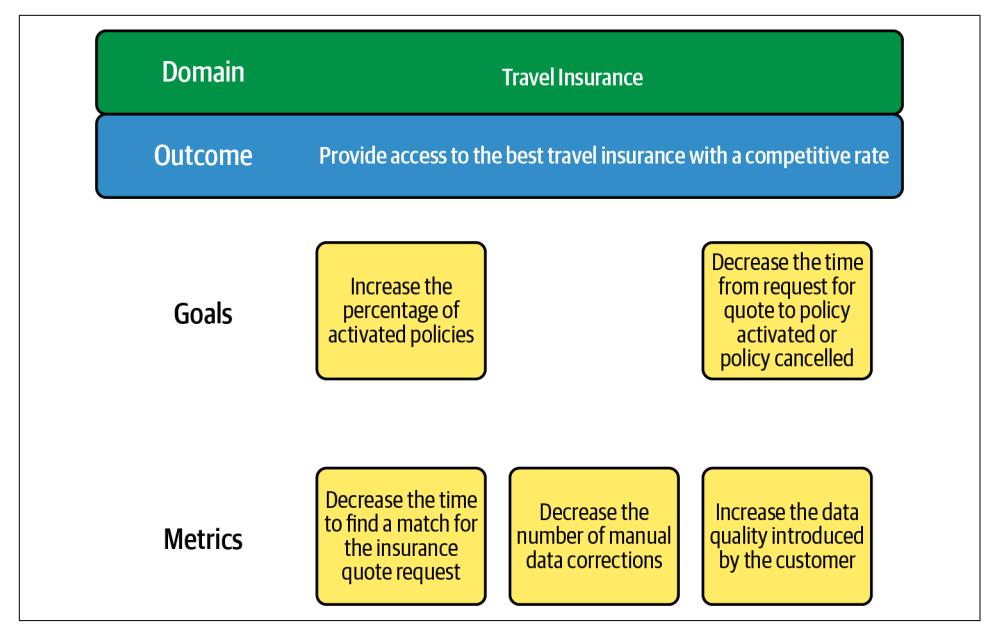 Domain
Travel Insurance
Outcome
Provide access to the best travel insurance with a competitive rate
Goals
Increase the
percentage of
activated policies
Decrease the time
from request for
quote to policy
activated or
policy cancelled
Metrics
Decrease the time
to find a match for
the insurance
quote request
Decrease the
number of manual
data corrections
Increase the data
quality introduced
by the customer